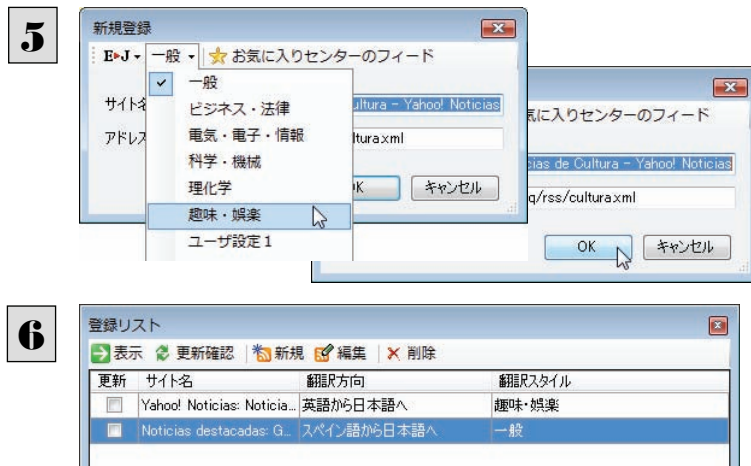 5
新規登録
E▸J 一般 お気に入りセンターのフィード
一般
ビジネス・法律
電気・電子・情報
科学・機械
理化学
趣味・娯楽
ユーザ設定1
サイト名
ultura - Yahoo! Noticias
アドレス
ltura.xml
キャンセル
気に入りセンターのフィード
cias de Cultura - Yahoo! Noticias
q/rss/cultura.xml
OK キャンセル
6
登録リスト
表示 更新確認 新規 編集 削除
更新 サイト名 翻訳方向 翻訳スタイル
Yahoo! Noticias: Noticia... 英語から日本語へ 趣味・娯楽
Noticias destacadas: G... スペイン語から日本語へ 一般